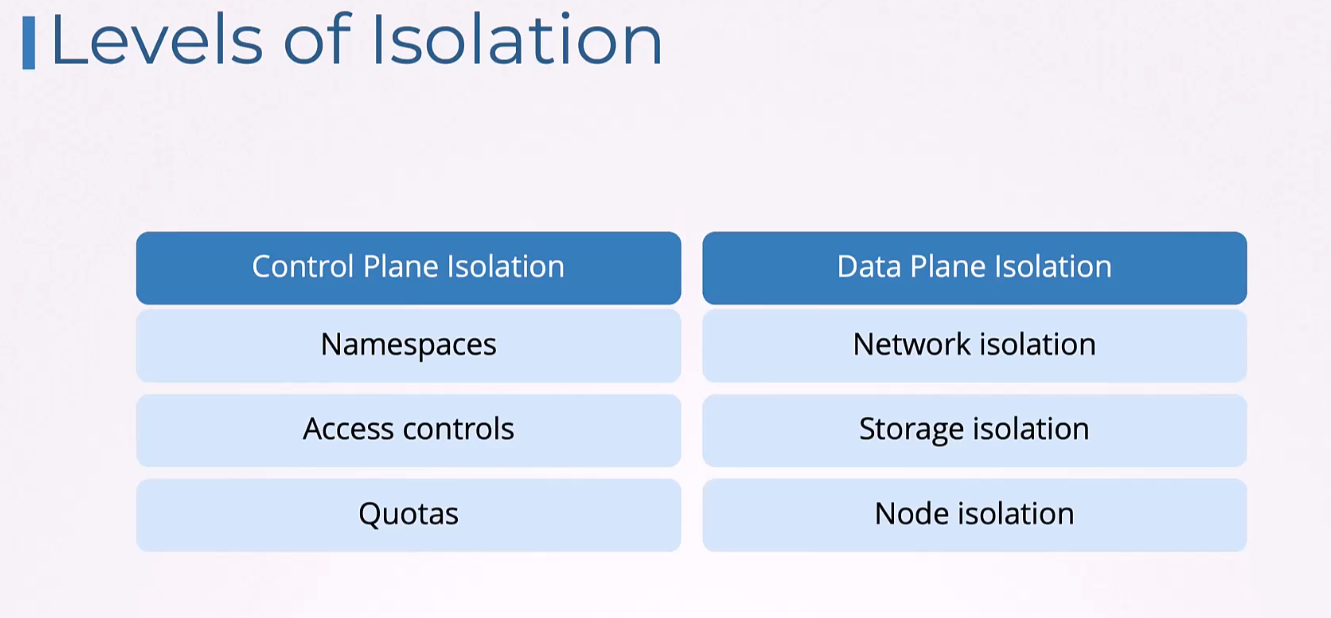 Levels of Isolation
Control Plane Isolation
Data Plane Isolation
Namespaces
Network isolation
Access controls
Storage isolation
Quotas
Node isolation